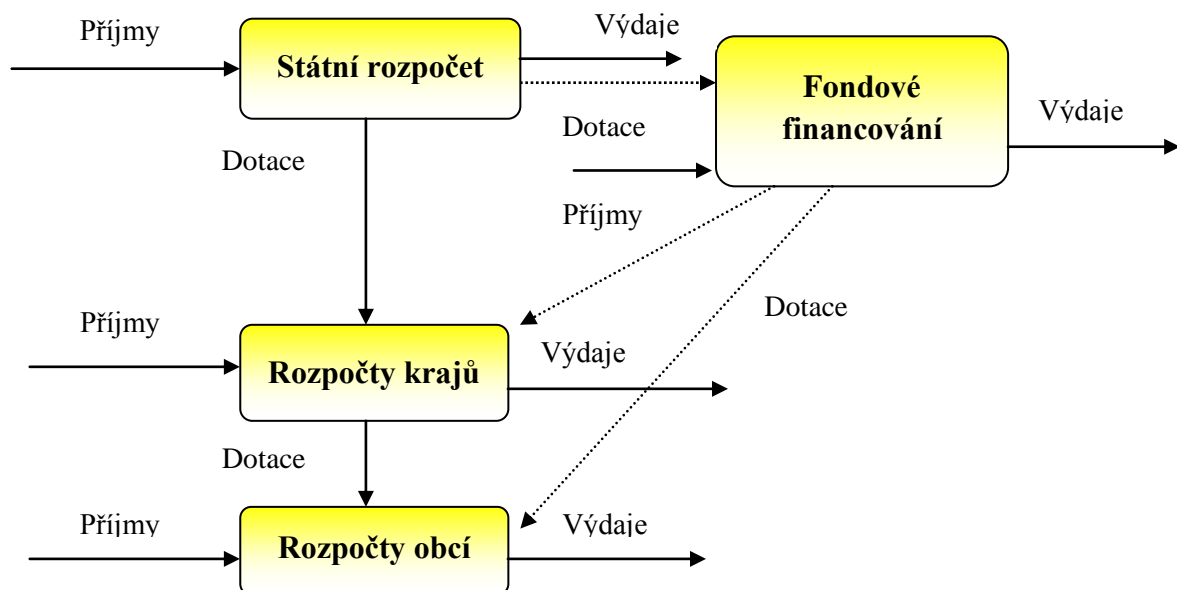 Příjmy
Výdaje
Státní rozpočet
Fondové
financování
Výdaje
Dotace
Dotace
Příjmy
Dotace
Příjmy
Výdaje
Rozpočty krajů
Dotace
Příjmy
Výdaje
Rozpočty obcí